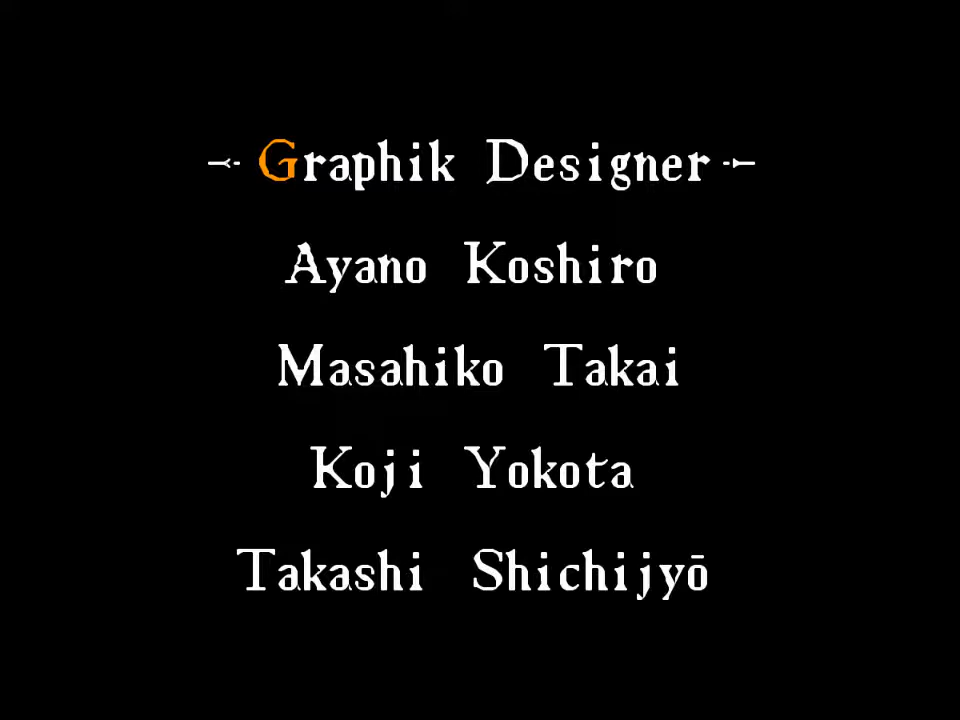 Graphik Designer
Ayano Koshiro
Masahiko Takai
Koji Yokota
Takashi Shichijyō